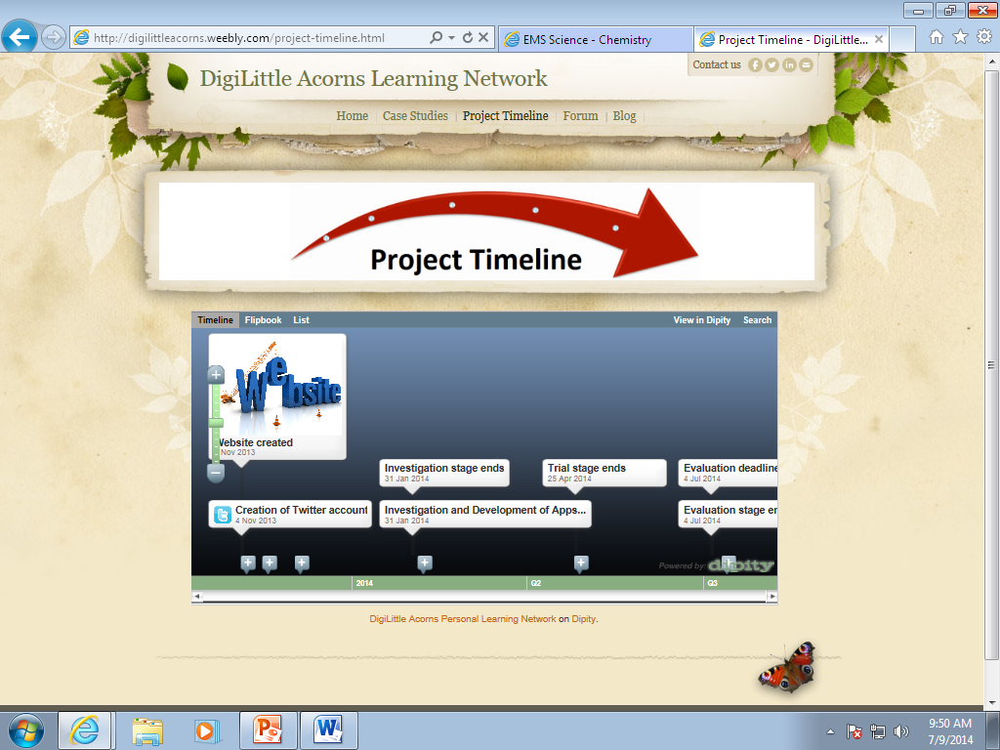 http://digilittleacorns.weebly.com/project-timeline.html
EMS Science - Chemistry
Project Timeline - DigiLittle...
Contact us
DigiLittle Acorns Learning Network
Home
Case Studies
Project Timeline
Forum
Blog
Project Timeline
Timeline
Flipbook
List
View in Dipity
Search
Website
Website created
Nov 2013
Investigation stage ends
31 Jan 2014
Trial stage ends
25 Apr 2014
Evaluation deadline
4 Jul 2014
Creation of Twitter account
4 Nov 2013
Investigation and Development of Apps...
31 Jan 2014
Evaluation stage en
4 Jul 2014
Powered by: dipity
2014
Q2
Q3
DigiLittle Acorns Personal Learning Network on Dipity.
9:50 AM
7/9/2014